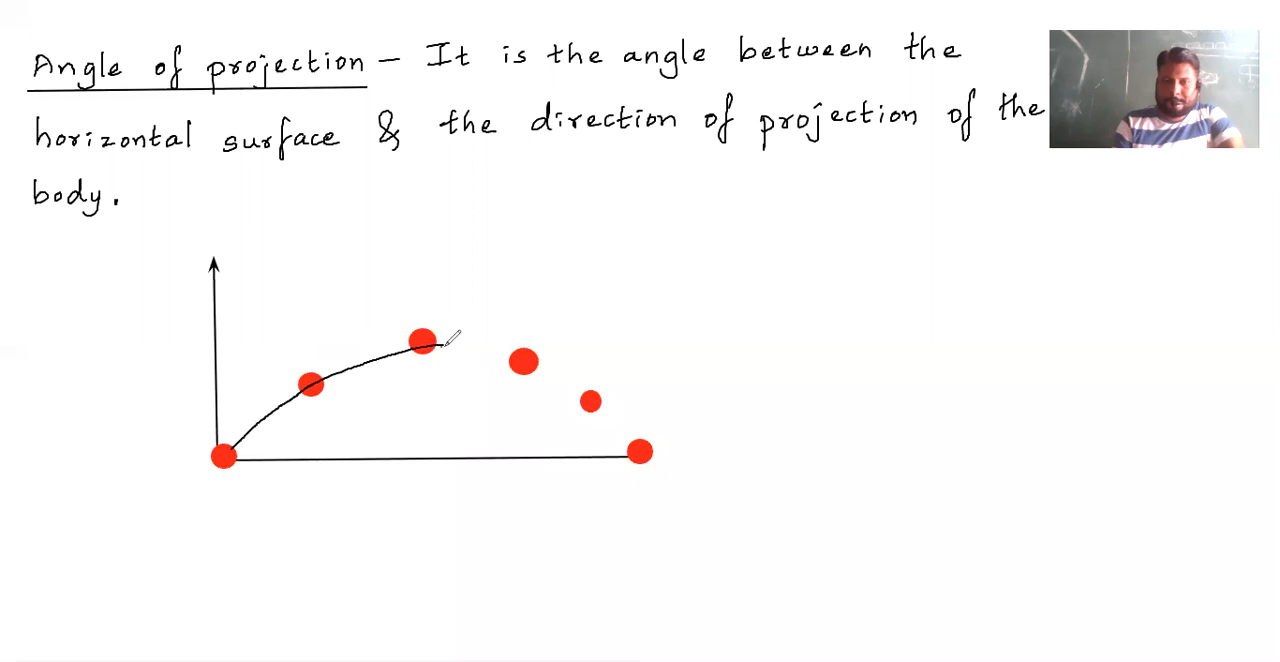 Angle of projection – It is the angle between the
horizontal surface & the direction of projection of the
body.